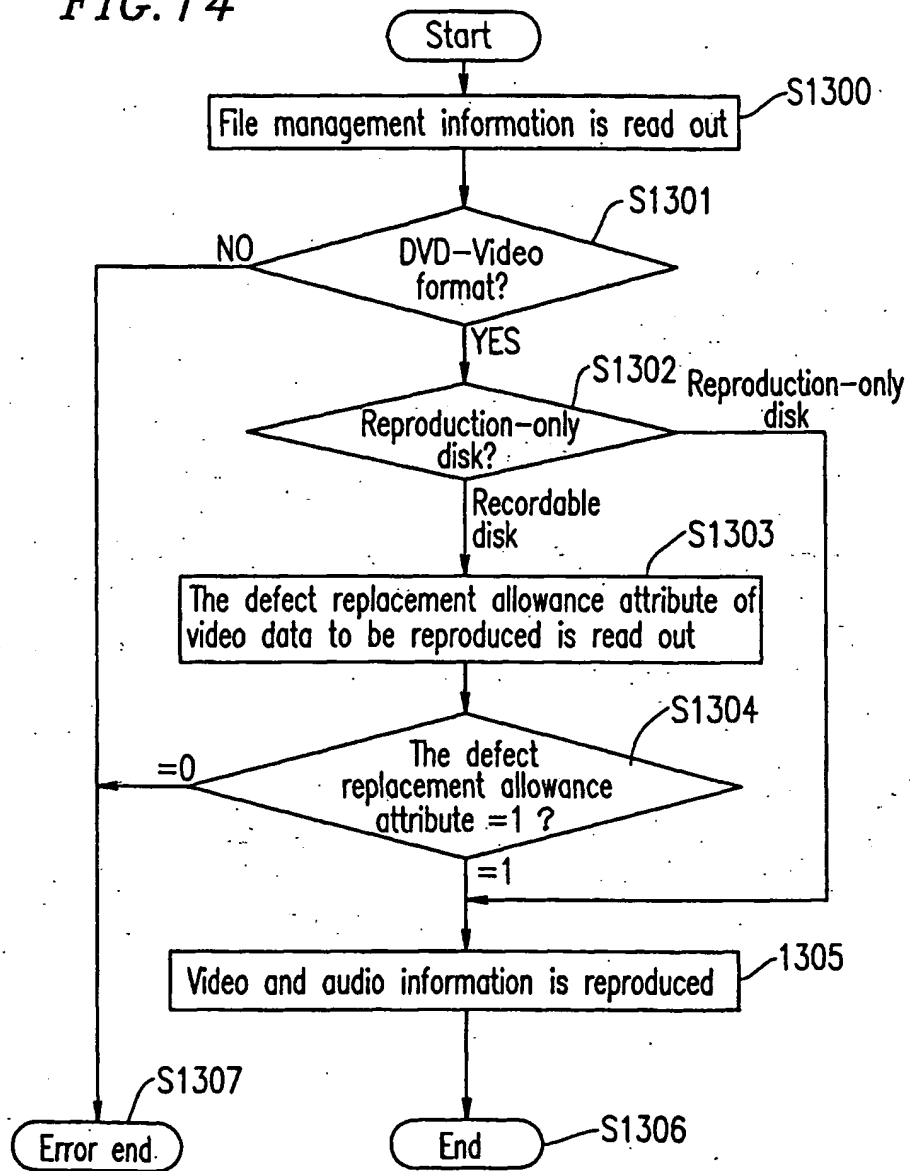 FIG. 14
Start
File management information is read out
S1300
S1301
NO
DVD-Video
format?
YES
S1302
Reproduction-only
disk
Reproduction-only
disk?
Recordable
disk
S1303
The defect replacement allowance attribute of
video data to be reproduced is read out
S1304
=0
The defect
replacement allowance
attribute =1 ?
=1
Video and audio information is reproduced
1305
S1307
Error end
End
S1306